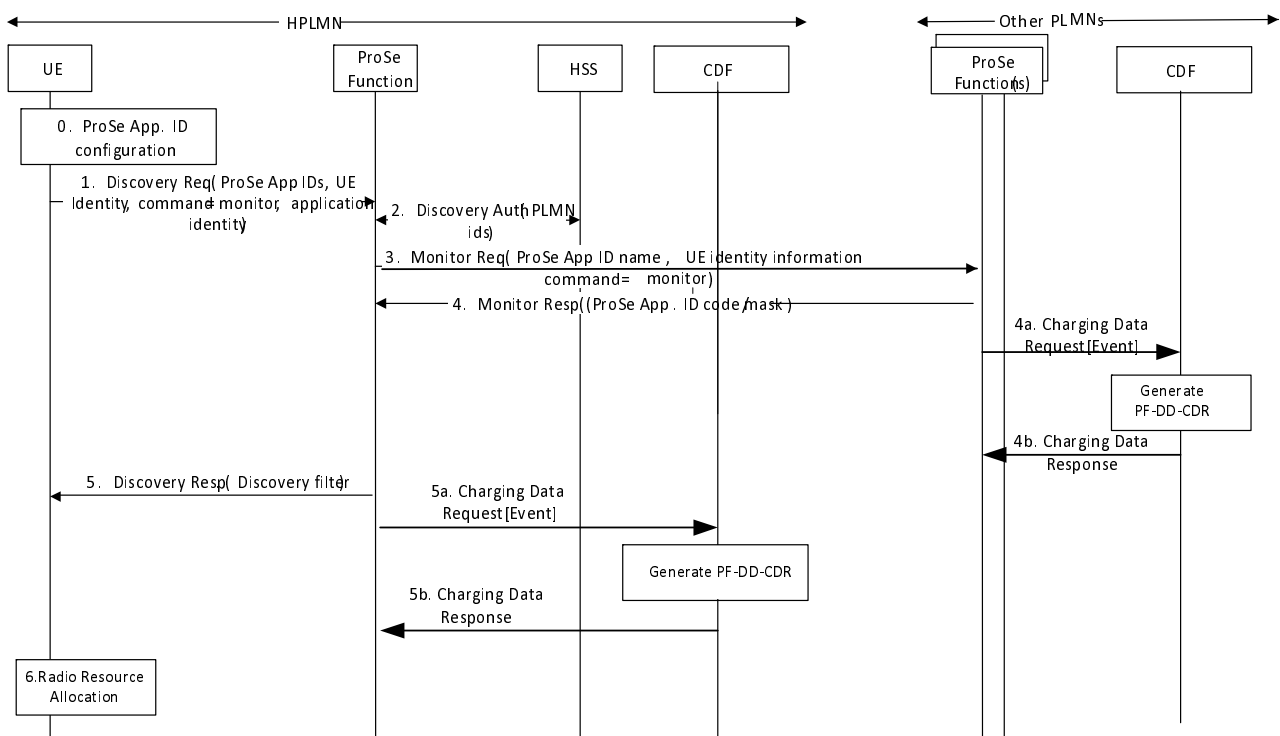 HPLMN
Other PLMNs
UE
ProSe
Function
HSS
CDF
ProSe
Function(s)
CDF
0. ProSe App. ID
configuration
1. Discovery Req( ProSe App IDs, UE
Identity, command= monitor, application
identity)
2. Discovery Auth( PLMN
ids)
3. Monitor Req( ProSe App ID name , UE identity information
command= monitor)
4. Monitor Resp((ProSe App . ID code/mask )
4a. Charging Data
Request[Event]
Generate
PF-DD-CDR
4b. Charging Data
Response
5. Discovery Resp( Discovery filter)
5a. Charging Data
Request[Event]
Generate PF-DD-CDR
5b. Charging Data
Response
6.Radio Resource
Allocation